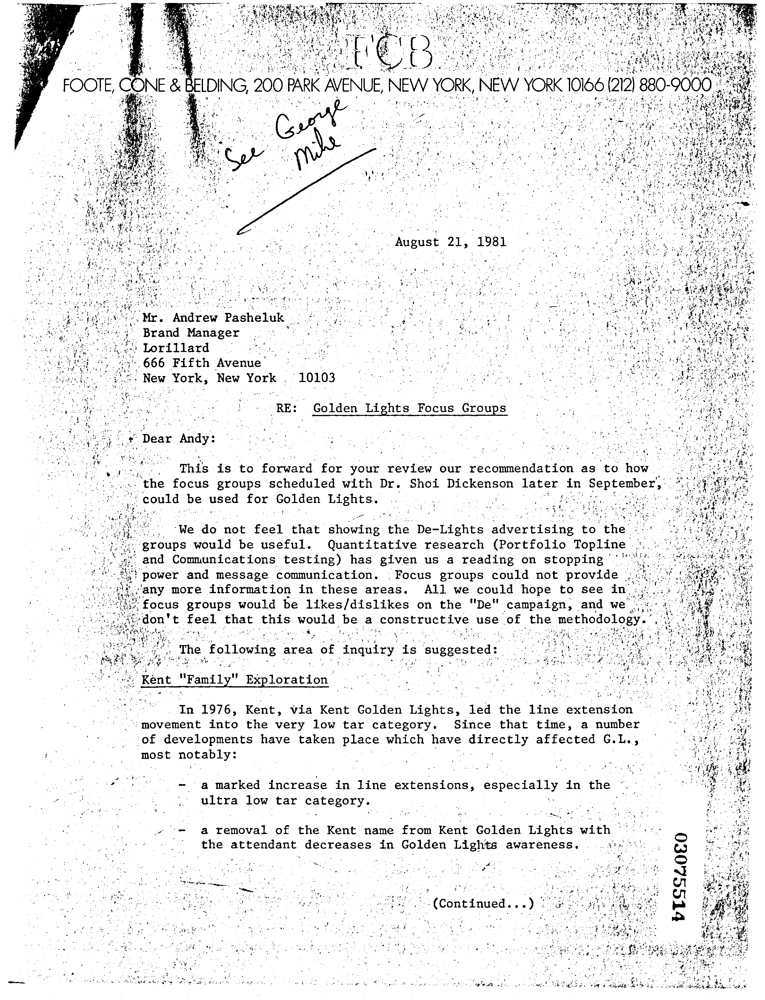 FCB
FOOTE, CONE & BELDING, 200 PARK AVENUE, NEW YORK, NEW YORK 10166 (212) 880-9000
See George
Mike
August 21, 1981
Mr. Andrew Pasheluk
Brand Manager
Lorillard
666 Fifth Avenue
New York, New York 10103
RE: Golden Lights Focus Groups
Dear Andy:
This is to forward for your review our recommendation as to how
the focus groups scheduled with Dr. Shoi Dickenson later in September,
could be used for Golden Lights.
We do not feel that showing the De-Lights advertising to the
groups would be useful. Quantitative research (Portfolio Topline
and Communications testing) has given us a reading on stopping
power and message communication. Focus groups could not provide
any more information in these areas. All we could hope to see in
focus groups would be likes/dislikes on the "De" campaign, and we
don't feel that this would be a constructive use of the methodology.
The following area of inquiry is suggested:
Kent "Family" Exploration
In 1976, Kent, via Kent Golden Lights, led the line extension
movement into the very low tar category. Since that time, a number
of developments have taken place which have directly affected G.L.,
most notably:
- a marked increase in line extensions, especially in the
ultra low tar category.
- a removal of the Kent name from Kent Golden Lights with
the attendant decreases in Golden Lights awareness.
(Continued...)
03075514